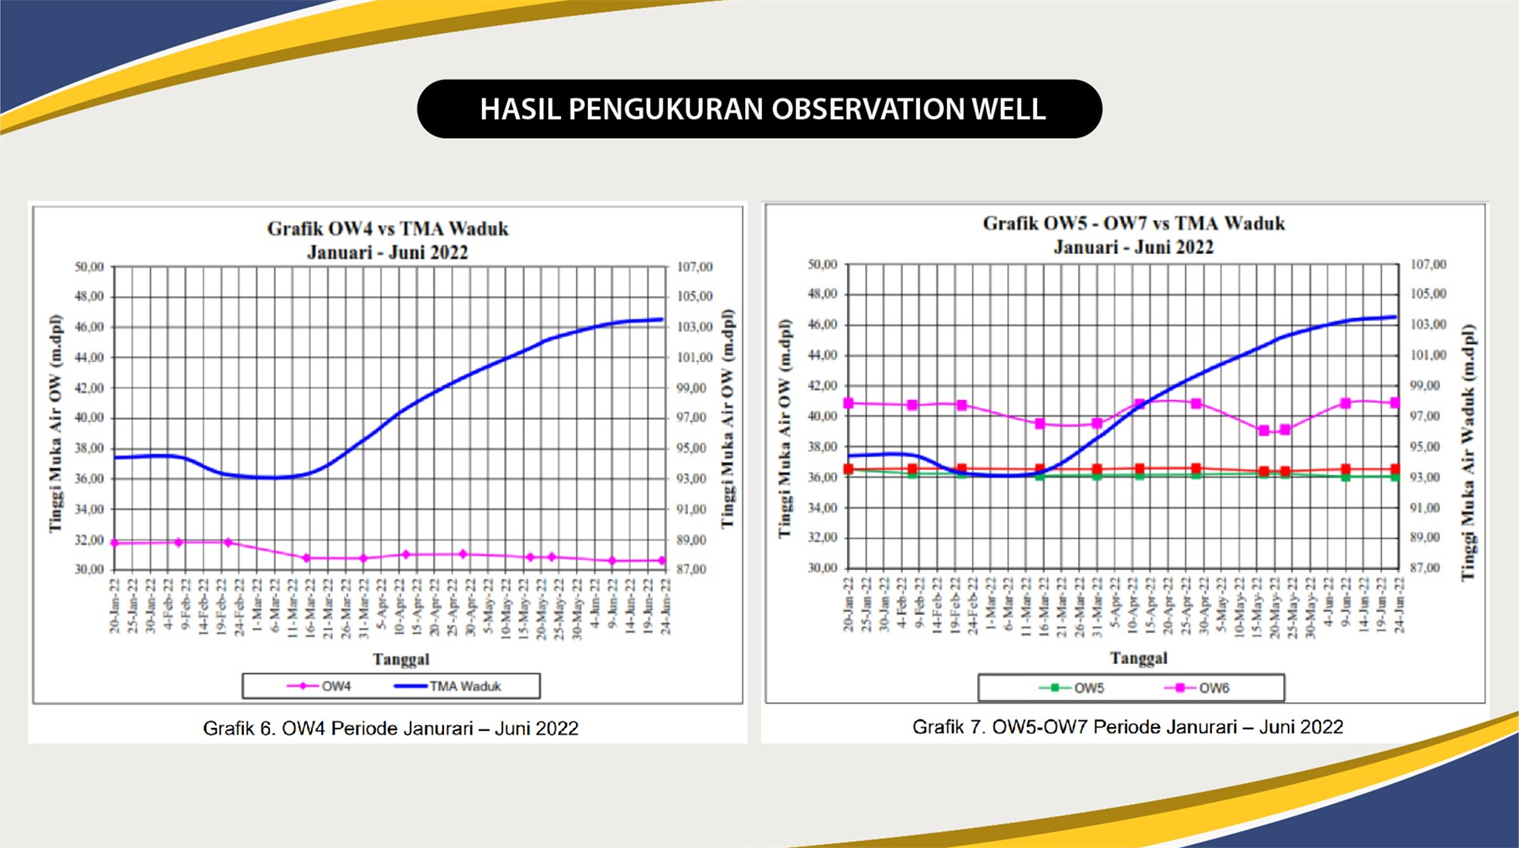 HASIL PENGUKURAN OBSERVATION WELL
Grafik OW4 vs TMA Waduk
Januari - Juni 2022
Tinggi Muka Air OW (m.dpl)
50,00
48,00
46,00
44,00
42,00
40,00
38,00
36,00
34,00
32,00
30,00
107,00
105,00
103,00
101,00
99,00
97,00
95,00
93,00
91,00
89,00
87,00
Tinggi Muka Air OW (m.dpl)
20-Jan-22
25-Jan-22
30-Jan-22
4-Feb-22
9-Feb-22
14-Feb-22
19-Feb-22
24-Feb-22
1-Mar-22
6-Mar-22
11-Mar-22
16-Mar-22
21-Mar-22
26-Mar-22
31-Mar-22
5-Apr-22
10-Apr-22
15-Apr-22
20-Apr-22
25-Apr-22
30-Apr-22
5-May-22
10-May-22
15-May-22
20-May-22
25-May-22
30-May-22
4-Jun-22
9-Jun-22
14-Jun-22
19-Jun-22
24-Jun-22
Tanggal
OW4 TMA Waduk
Grafik 6. OW4 Periode Janurari – Juni 2022
Grafik OW5 - OW7 vs TMA Waduk
Januari - Juni 2022
Tinggi Muka Air OW (m.dpl)
50,00
48,00
46,00
44,00
42,00
40,00
38,00
36,00
34,00
32,00
30,00
107,00
105,00
103,00
101,00
99,00
97,00
95,00
93,00
91,00
89,00
87,00
Tinggi Muka Air Waduk (m.dpl)
20-Jan-22
25-Jan-22
30-Jan-22
4-Feb-22
9-Feb-22
14-Feb-22
19-Feb-22
24-Feb-22
1-Mar-22
6-Mar-22
11-Mar-22
16-Mar-22
21-Mar-22
26-Mar-22
31-Mar-22
5-Apr-22
10-Apr-22
15-Apr-22
20-Apr-22
25-Apr-22
30-Apr-22
5-May-22
10-May-22
15-May-22
20-May-22
25-May-22
30-May-22
4-Jun-22
9-Jun-22
14-Jun-22
19-Jun-22
24-Jun-22
Tanggal
OW5 OW6
Grafik 7. OW5-OW7 Periode Janurari – Juni 2022